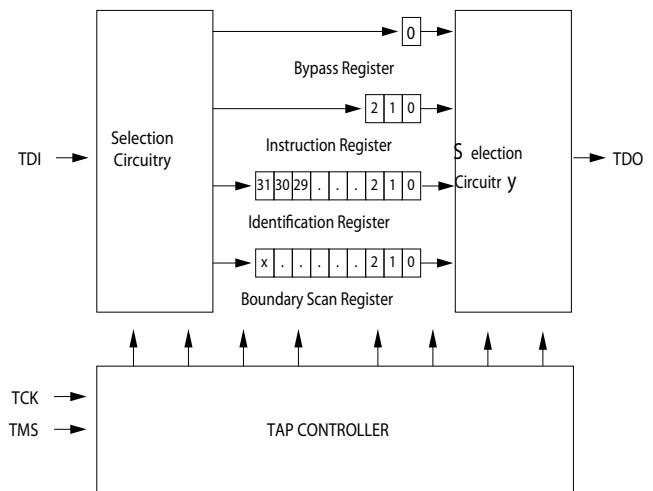 0
Bypass Register
2 1 0
Selection
Circuitry
Instruction Register
TDI
S election
Circuitr y
TDO
31 30 29 . . . 2 1 0
Identification Register
x . . . . . 2 1 0
Boundary Scan Register
TCK
TMS
TAP CONTROLLER